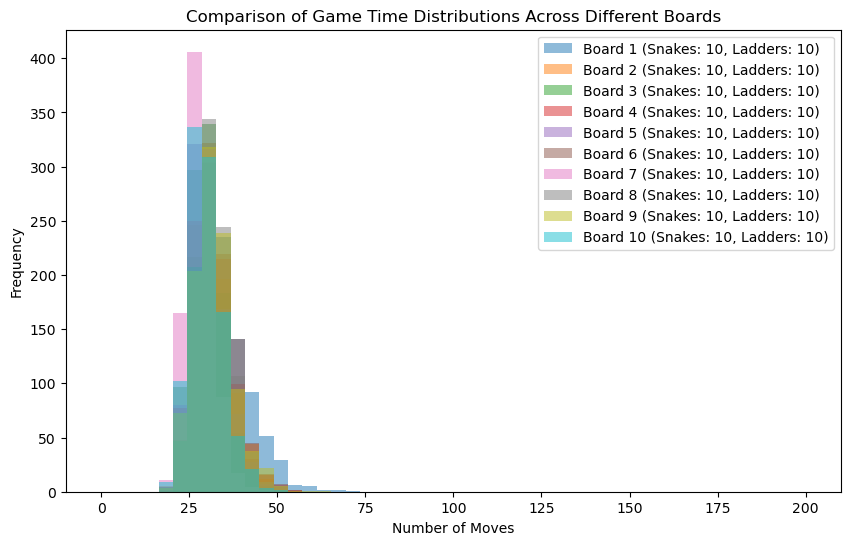 Comparison of Game Time Distributions Across Different Boards
Board 1 (Snakes: 10, Ladders: 10)
Board 2 (Snakes: 10, Ladders: 10)
Board 3 (Snakes: 10, Ladders: 10)
Board 4 (Snakes: 10, Ladders: 10)
Board 5 (Snakes: 10, Ladders: 10)
Board 6 (Snakes: 10, Ladders: 10)
Board 7 (Snakes: 10, Ladders: 10)
Board 8 (Snakes: 10, Ladders: 10)
Board 9 (Snakes: 10, Ladders: 10)
Board 10 (Snakes: 10, Ladders: 10)
Frequency
400
350
300
250
200
150
100
50
0
0 25 50 75 100 125 150 175 200
Number of Moves